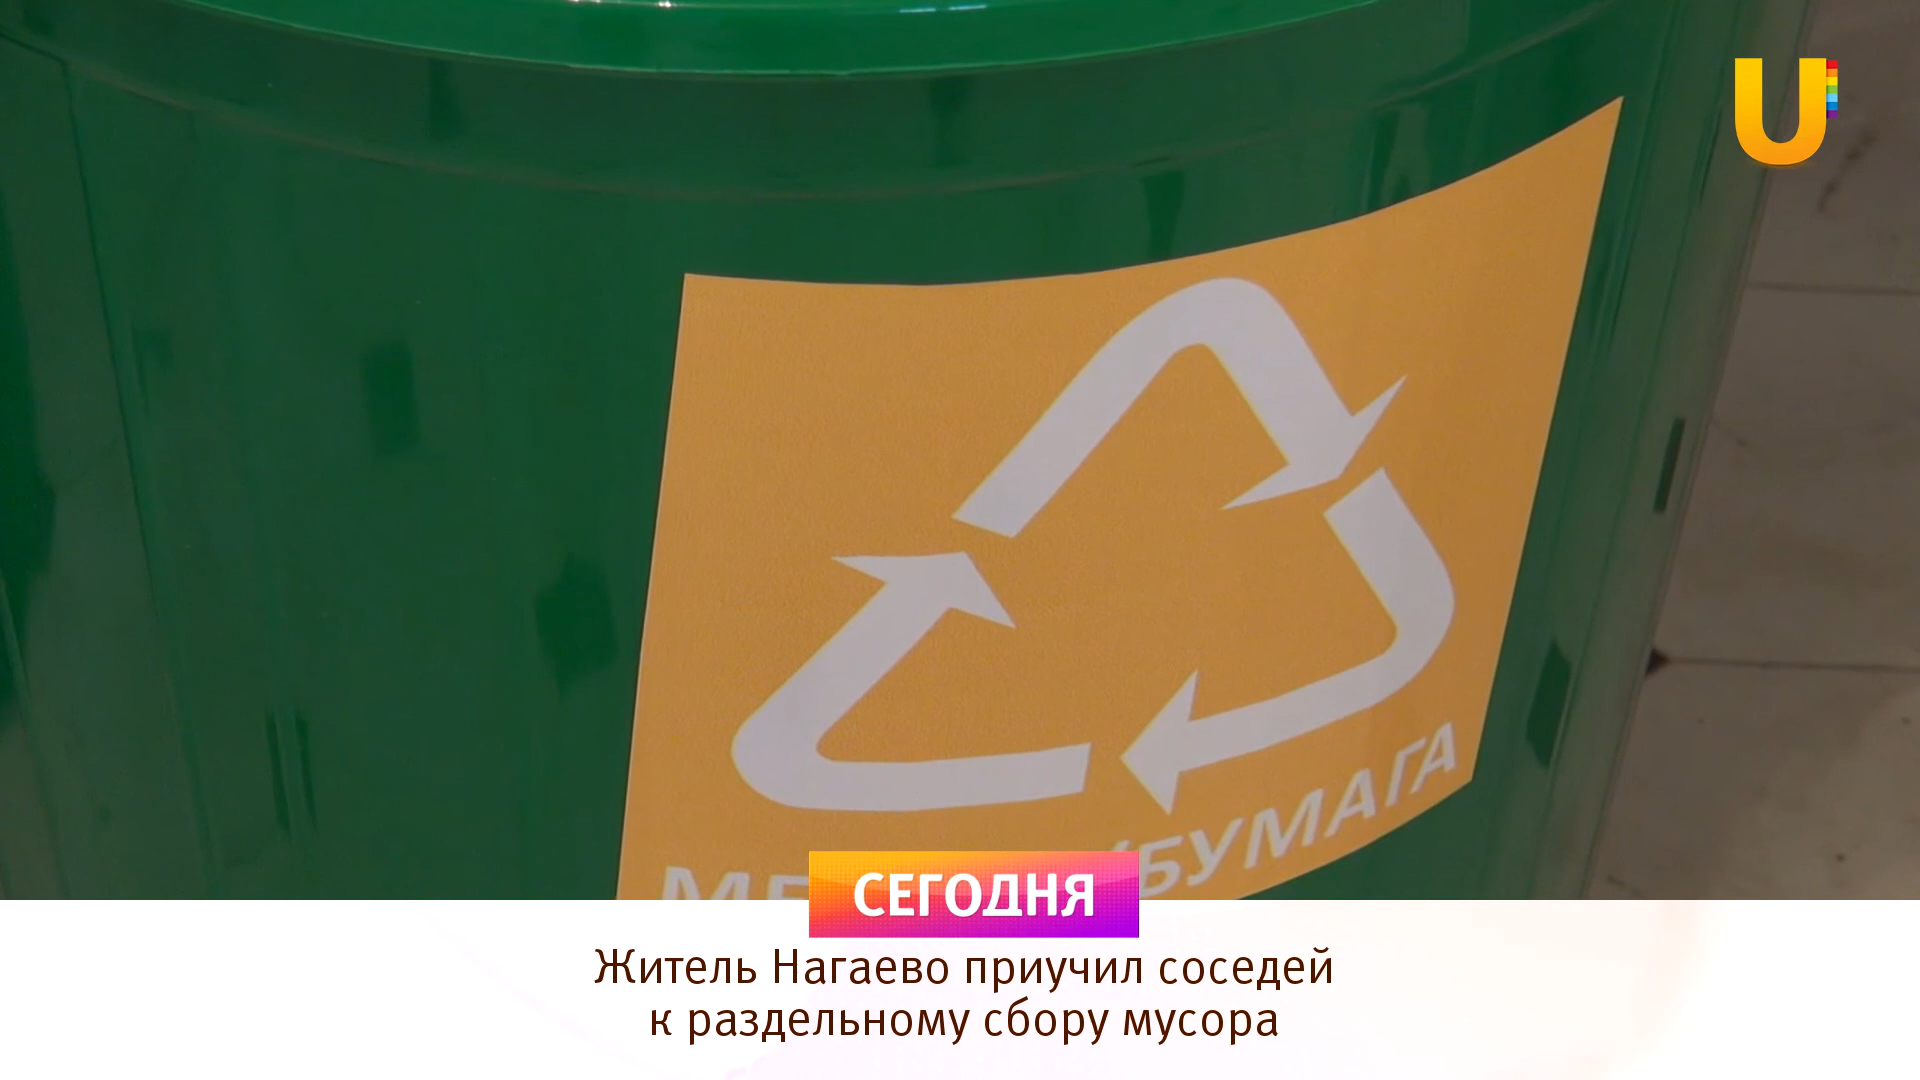 U
/БУМАГА
СЕГОДНЯ
Житель Нагаево приучил соседей
к раздельному сбору мусора